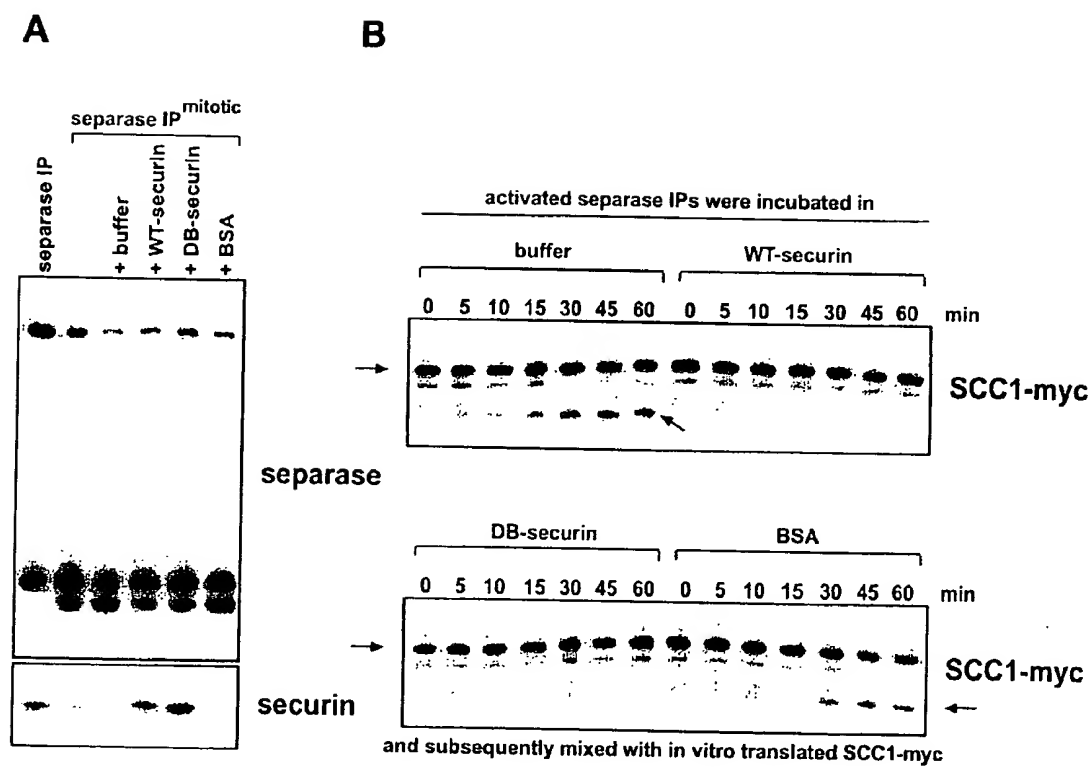 A
B
separase IP mitotic
separase IP
+ buffer
+ WT-securin
+ DB-securin
+ BSA
separase
securin
activated separase IPs were incubated in
buffer WT-securin
0 5 10 15 30 45 60 0 5 10 15 30 45 60 min
SCC1-myc
DB-securin BSA
0 5 10 15 30 45 60 0 5 10 15 30 45 60 min
SCC1-myc
and subsequently mixed with in vitro translated SCC1-myc